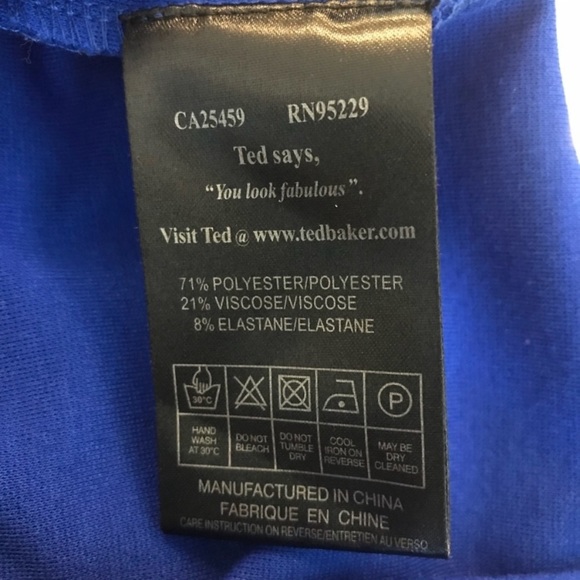 CA25459 RN95229
Ted says,
"You look fabulous".
Visit Ted @ www.tedbaker.com
71% POLYESTER/POLYESTER
21% VISCOSE/VISCOSE
8% ELASTANE/ELASTANE
30°C P
HAND WASH AT 30°C
DO NOT BLEACH
DO NOT TUMBLE DRY
COOL IRON ON REVERSE
MAY BE DRY CLEANED
MANUFACTURED IN CHINA
FABRIQUE EN CHINE
CARE INSTRUCTION ON REVERSE/ENTRETIEN AU VERSO